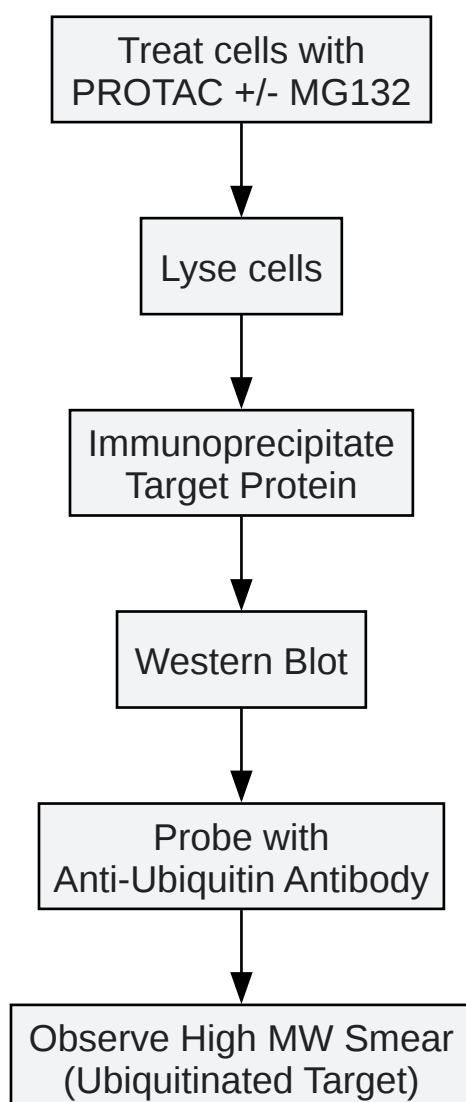 Treat cells with
PROTAC +/- MG132
Lyse cells
Immunoprecipitate
Target Protein
Western Blot
Probe with
Anti-Ubiquitin Antibody
Observe High MW Smear
(Ubiquitinated Target)